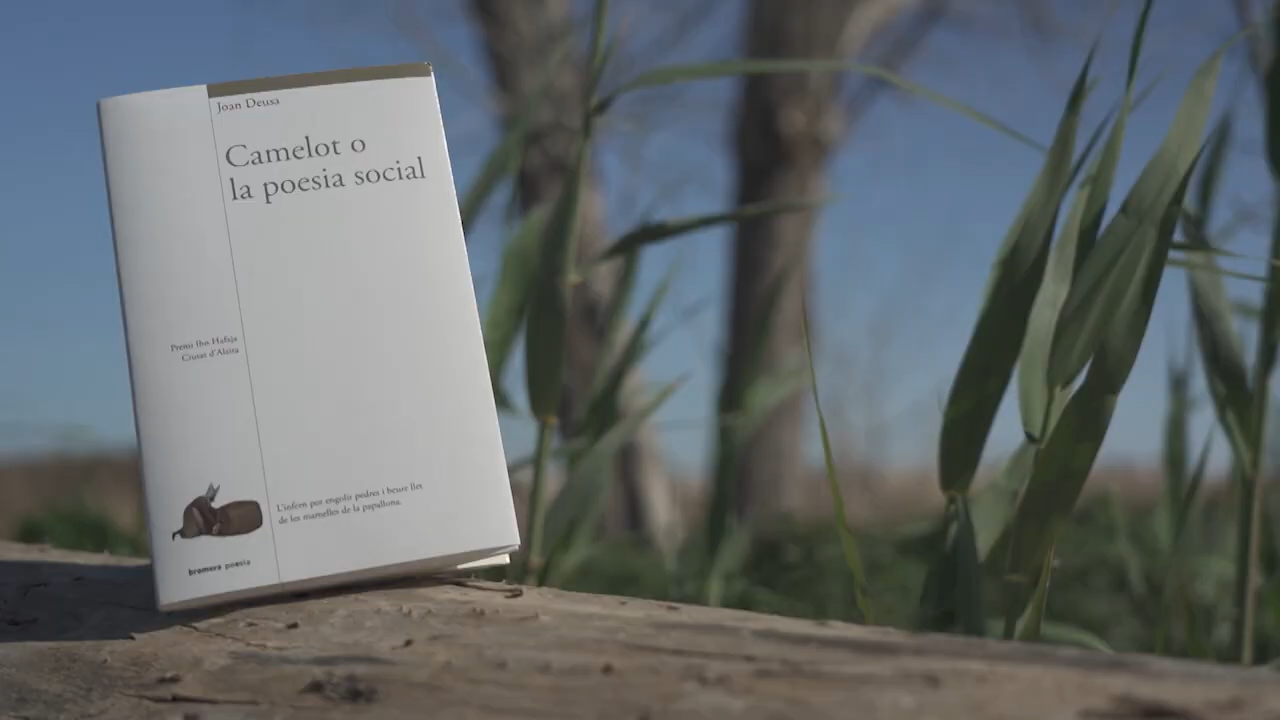 Joan Deusa
Camelot o
la poesia social
Premi Ibn Hafaja
Ciutat d'Alzira
L'infern pot engolir pedres i beure llet
de les mamelles de la papallona.
bromera poesia